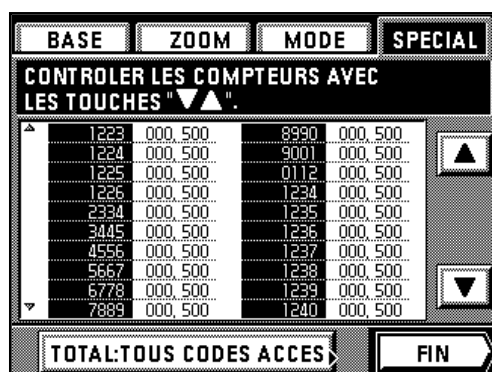 BASE ZOOM MODE SPECIAL
CONTROLER LES COMPTEURS AVEC
LES TOUCHES "▼▲".
1223 000, 500 8990 000, 500
1224 000, 500 9001 000, 500
1225 000, 500 0112 000, 500
1226 000, 500 1234 000, 500
2334 000, 500 1235 000, 500
3445 000, 500 1236 000, 500
4556 000, 500 1237 000, 500
5667 000, 500 1238 000, 500
6778 000, 500 1239 000, 500
7889 000, 500 1240 000, 500
TOTAL:TOUS CODES ACCES FIN